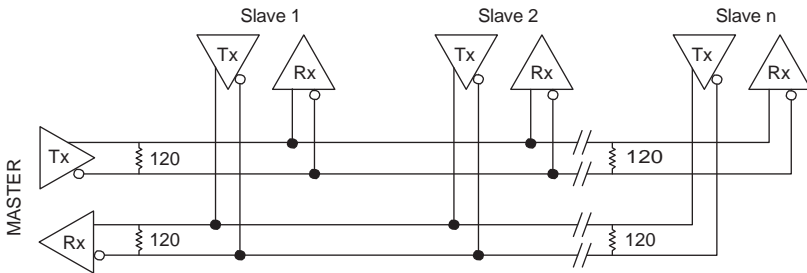 Slave 1 Slave 2 Slave n
Tx Rx Tx Rx Tx Rx
MASTER
Tx 120 120
Rx 120 120